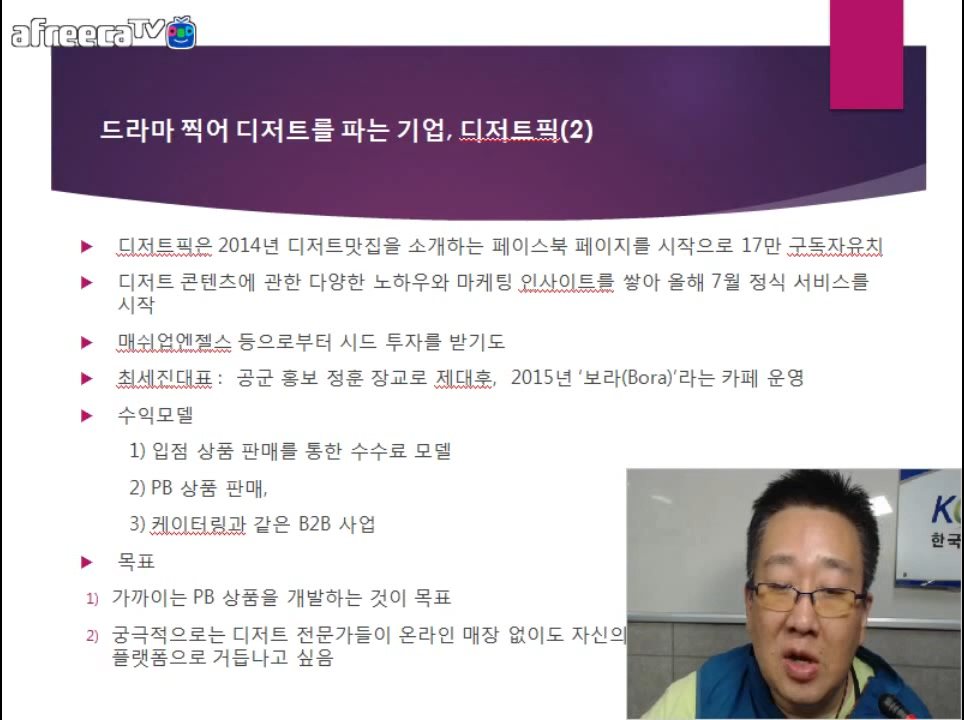 afreecaTV
드라마 찍어 디저트를 파는 기업, 디저트픽(2)
디저트픽은 2014년 디저트맛집을 소개하는 페이스북 페이지를 시작으로 17만 구독자유치
디저트 콘텐츠에 관한 다양한 노하우와 마케팅 인사이트를 쌓아 올해 7월 정식 서비스를
시작
매쉬업엔젤스 등으로부터 시드 투자를 받기도
최세진대표 : 공군 홍보 정훈 장교로 제대후, 2015년 ‘보라(Bora)’라는 카페 운영
수익모델
1) 입점 상품 판매를 통한 수수료 모델
2) PB 상품 판매,
3) 케이터링과 같은 B2B 사업
목표
1) 가까이는 PB 상품을 개발하는 것이 목표
2) 궁극적으로는 디저트 전문가들이 온라인 매장 없이도 자신의
플랫폼으로 거듭나고 싶음
한국